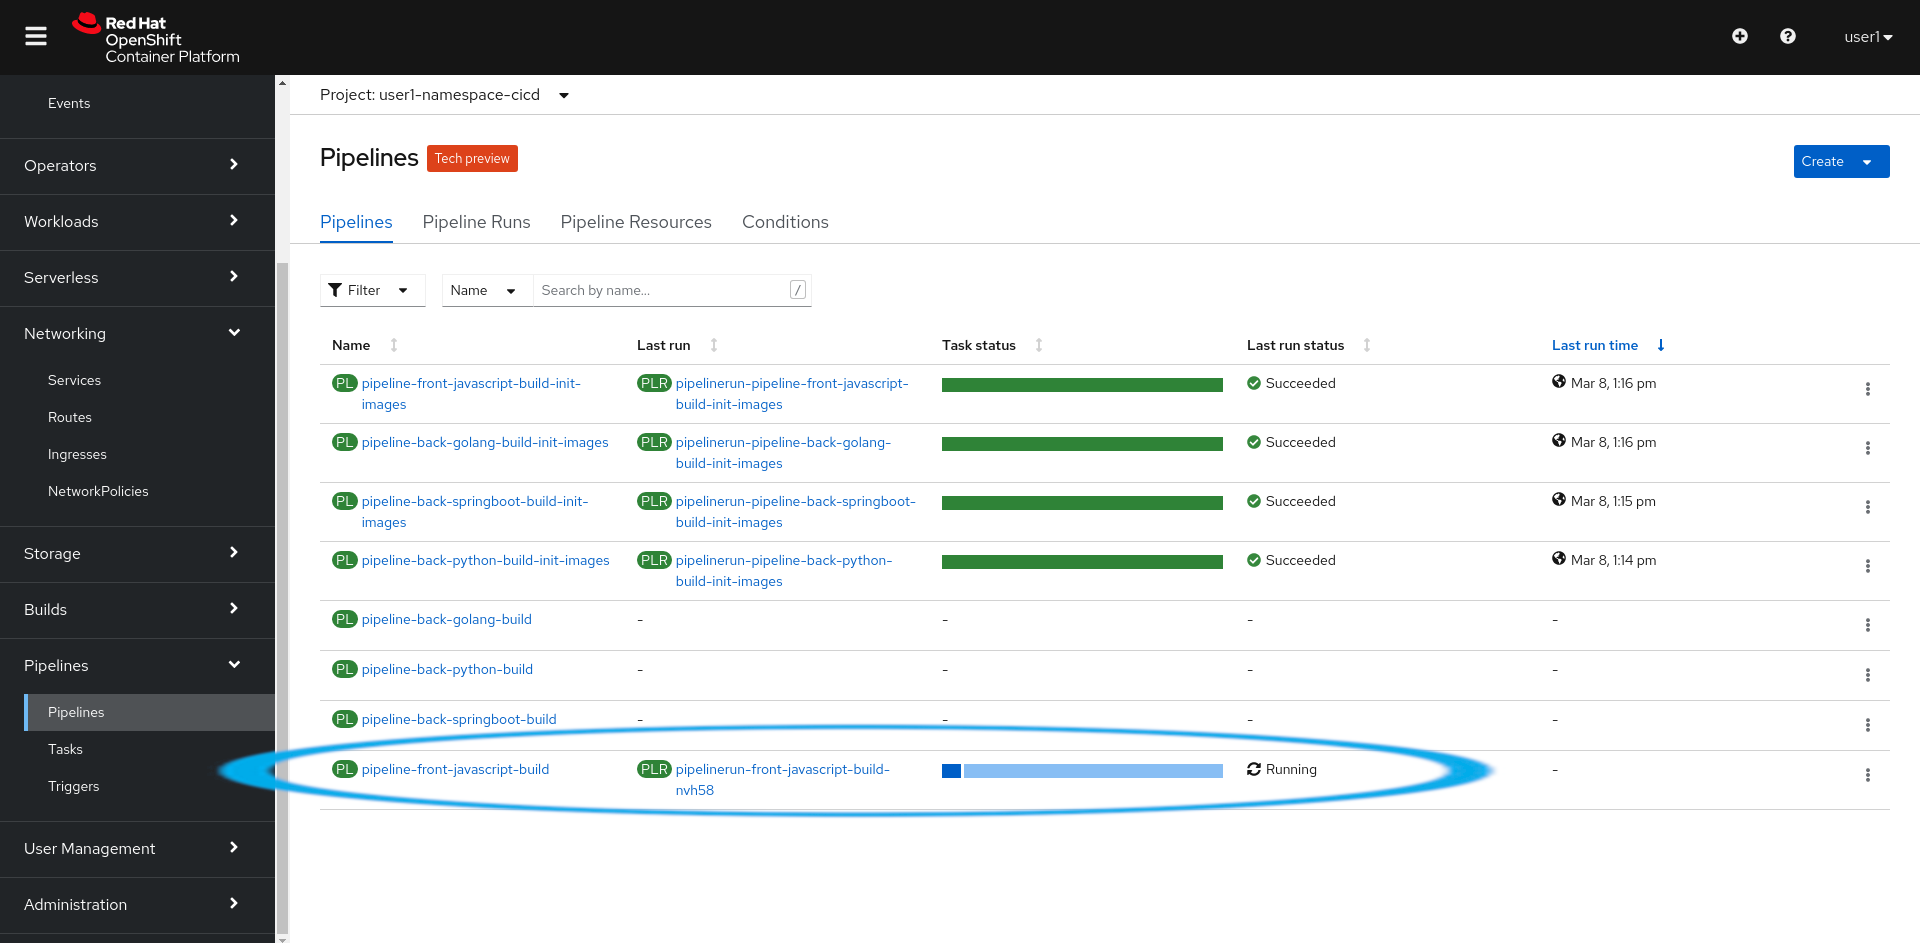 Red Hat
OpenShift
Container Platform
user1
Events
Operators
Workloads
Serverless
Networking
Services
Routes
Ingresses
NetworkPolicies
Storage
Builds
Pipelines
Pipelines
Tasks
Triggers
User Management
Administration
Project: user1-namespace-cicd
Pipelines Tech preview
Create
Pipelines Pipeline Runs Pipeline Resources Conditions
Filter Name Search by name... /
Name Last run Task status Last run status Last run time
PL pipeline-front-javascript-build-init- PLR pipelinerun-pipeline-front-javascript- Succeeded Mar 8, 1:16 pm
images build-init-images
PL pipeline-back-golang-build-init-images PLR pipelinerun-pipeline-back-golang- Succeeded Mar 8, 1:16 pm
build-init-images
PL pipeline-back-springboot-build-init- PLR pipelinerun-pipeline-back-springboot- Succeeded Mar 8, 1:15 pm
images build-init-images
PL pipeline-back-python-build-init-images PLR pipelinerun-pipeline-back-python- Succeeded Mar 8, 1:14 pm
build-init-images
PL pipeline-back-golang-build - - - -
PL pipeline-back-python-build - - - -
PL pipeline-back-springboot-build - - - -
PL pipeline-front-javascript-build PLR pipelinerun-front-javascript-build- Running -
nvh58